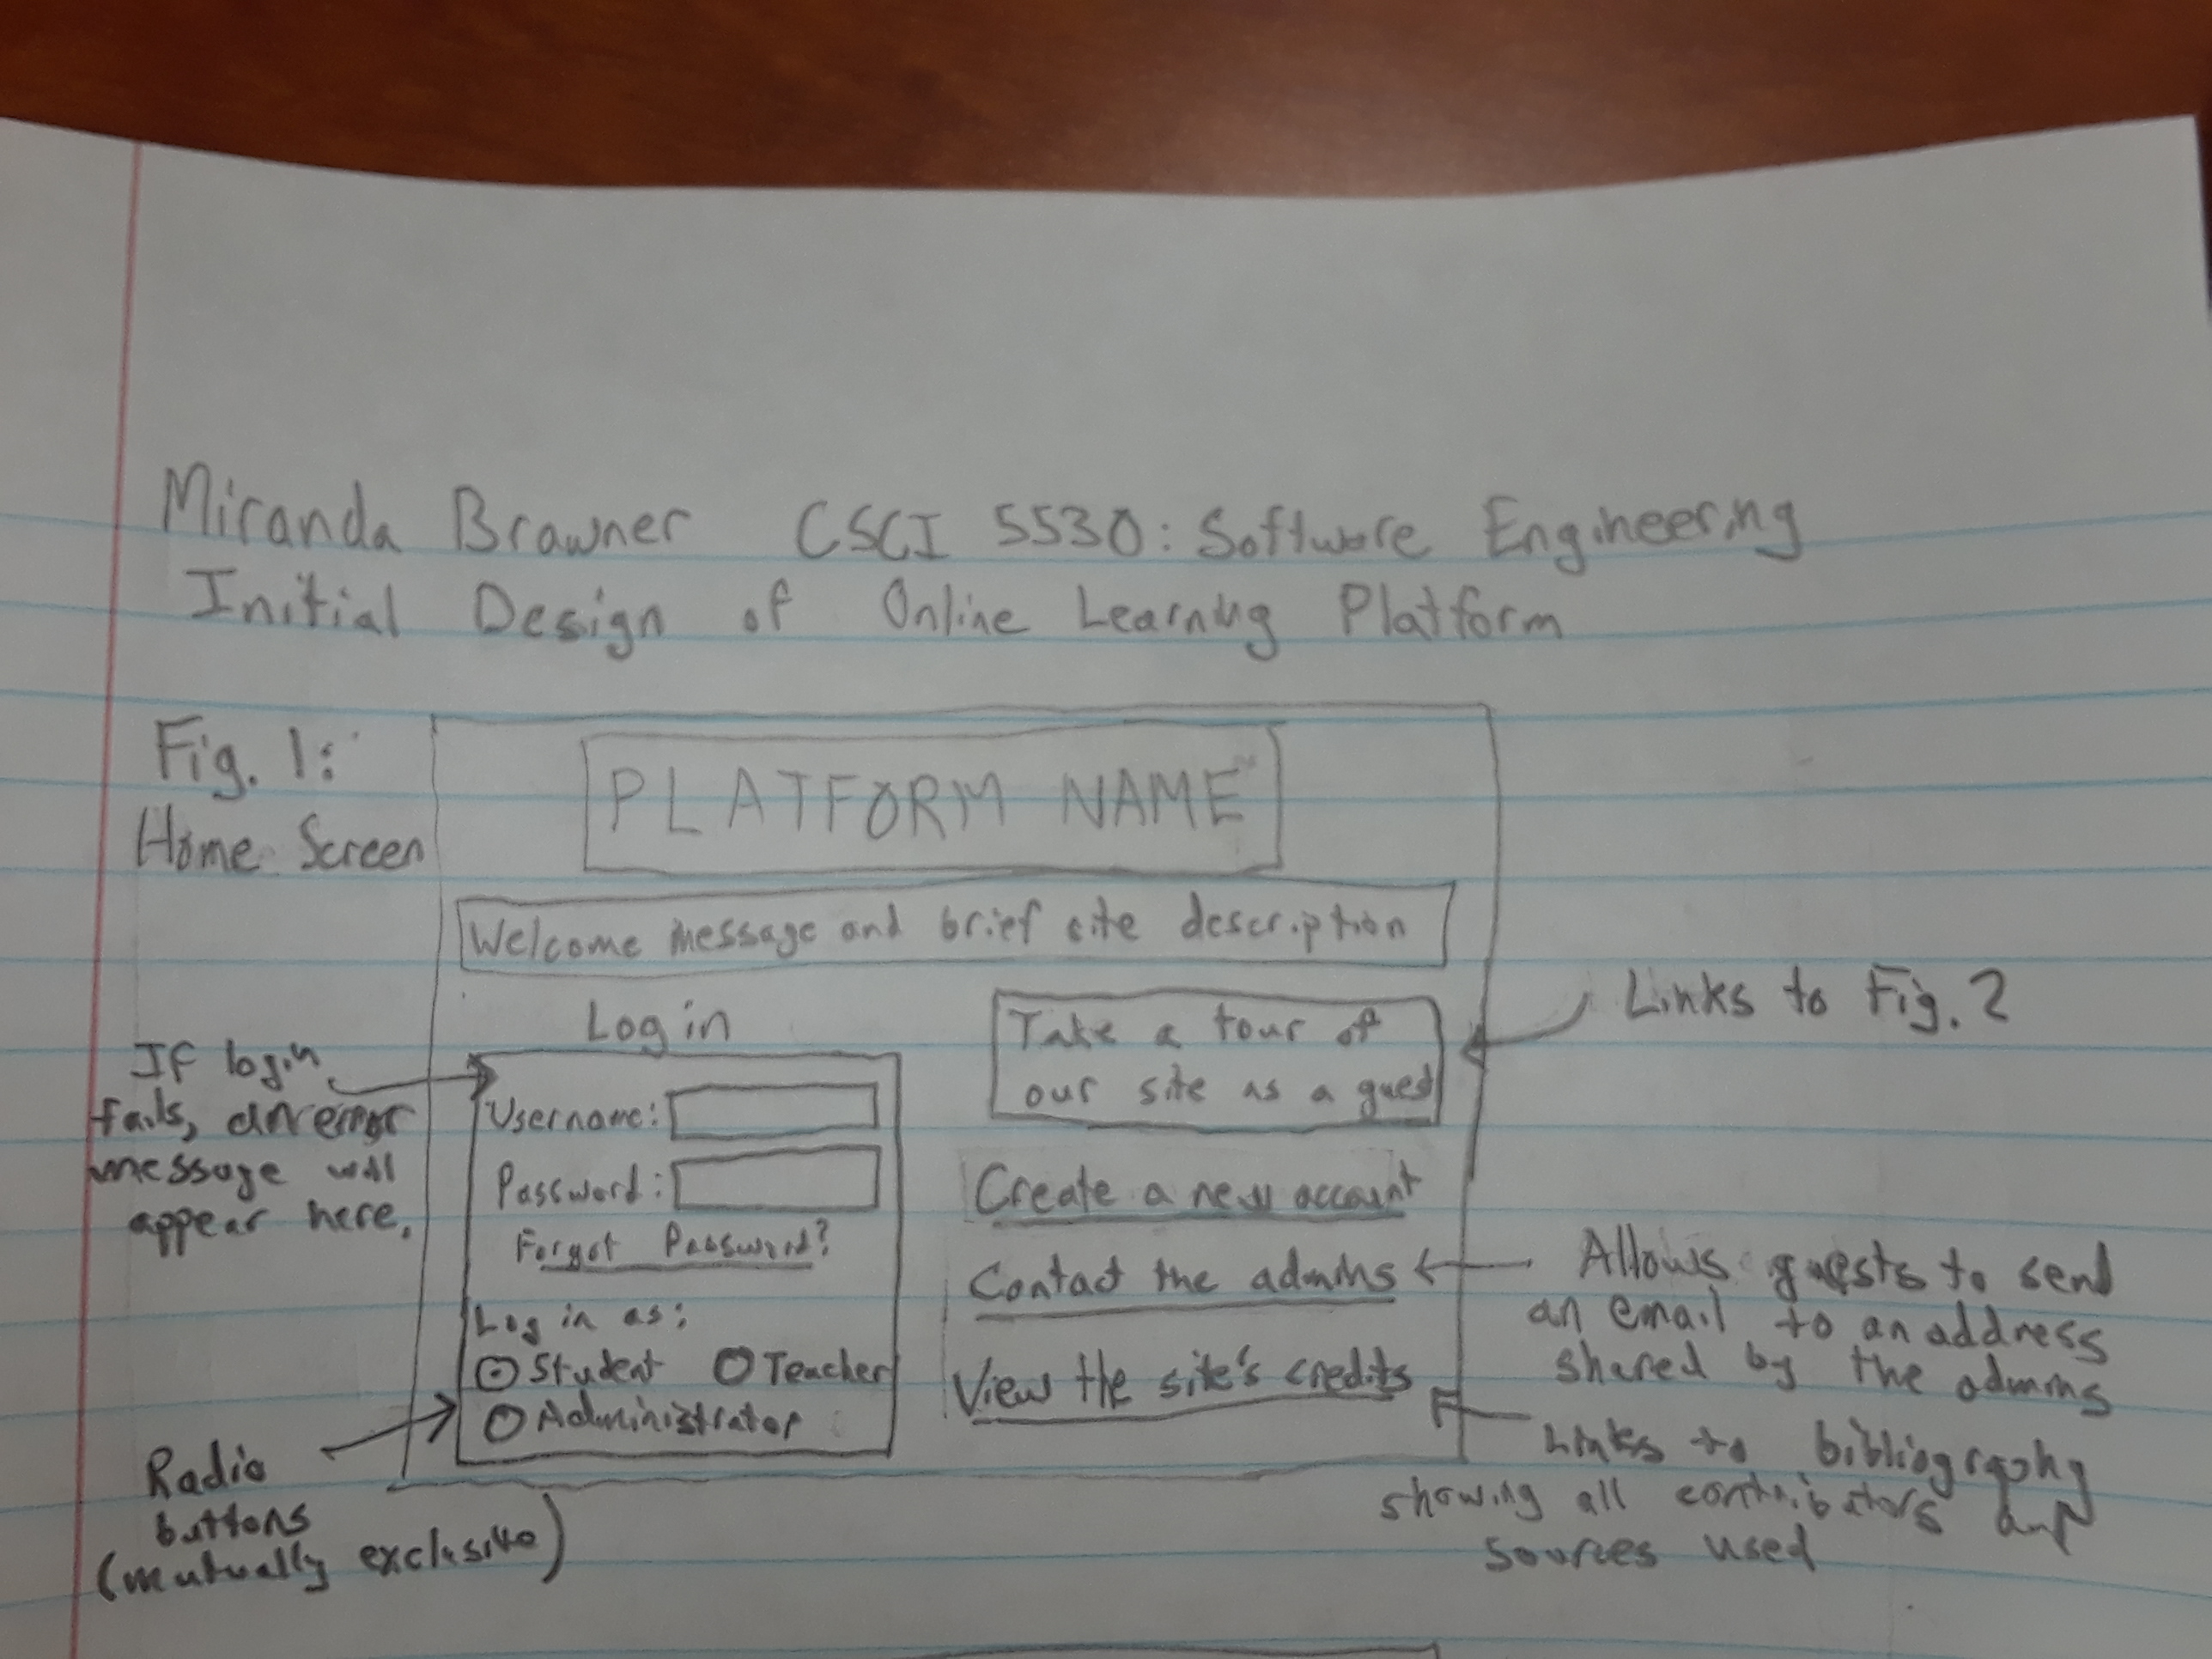 Miranda Brawner CSCI 5530: Software Engineering
Initial Design of Online Learning Platform
Fig. 1:
Home Screen
PLATFORM NAME
Welcome message and brief site description
Log in
If login
fails, an error
message will
appear here.
Username:
Password:
Forgot Password?
Log in as:
Student Teacher
Administrator
Radio
buttons
(mutually exclusive)
Take a tour of
our site as a guest
Links to Fig. 2
Create a new account
Contact the admins
Allows guests to send
an email to an address
shared by the admins
View the site's credits
Links to bibliography
showing all contributors and
sources used